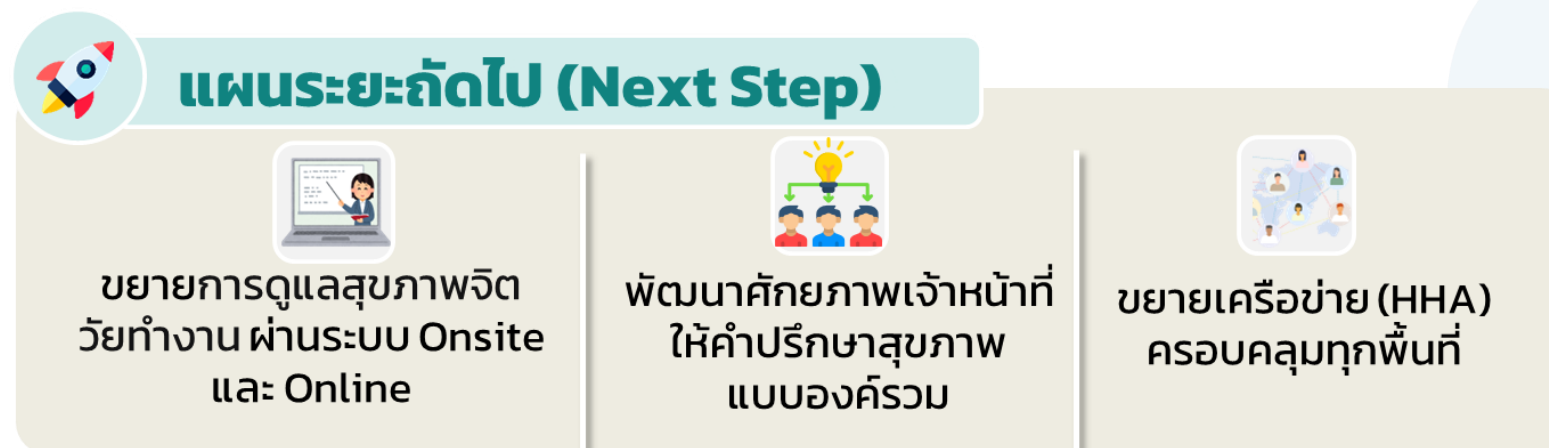 แผนระยะถัดไป (Next Step)
ขยายการดูแลสุขภาพจิต
วัยทำงาน ผ่านระบบ Onsite
และ Online
พัฒนาศักยภาพเจ้าหน้าที่
ให้คำปรึกษาสุขภาพ
แบบองค์รวม
ขยายเครือข่าย (HHA)
ครอบคลุมทุกพื้นที่